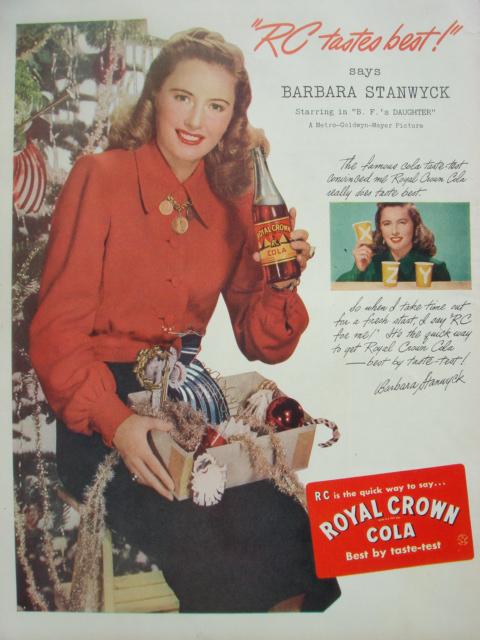 "RC tastes best!"
says
BARBARA STANWYCK
Starring in "B. F.'s DAUGHTER"
A Metro-Goldwyn-Mayer Picture
The famous cola taste-test
convinced me Royal Crown Cola
really does taste best.
X
Z
Y
ROYAL CROWN
RC
COLA
So when I take time out
for a fresh start, I say "RC
for me!" It's the quick way
to get Royal Crown Cola
—best by taste-test!
Barbara Stanwyck
RC is the quick way to say...
ROYAL CROWN
COLA
Best by taste-test